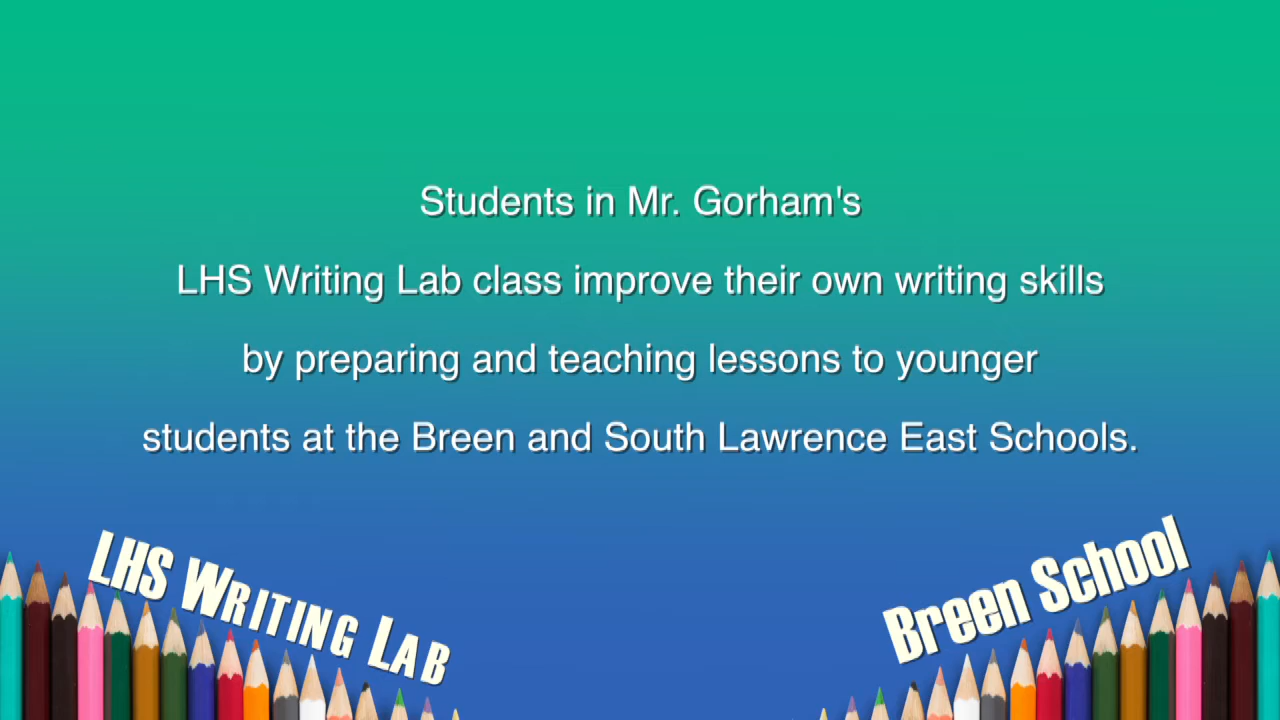 Students in Mr. Gorham's
LHS Writing Lab class improve their own writing skills
by preparing and teaching lessons to younger
students at the Breen and South Lawrence East Schools.
LHS WRITING LAB
Breen School